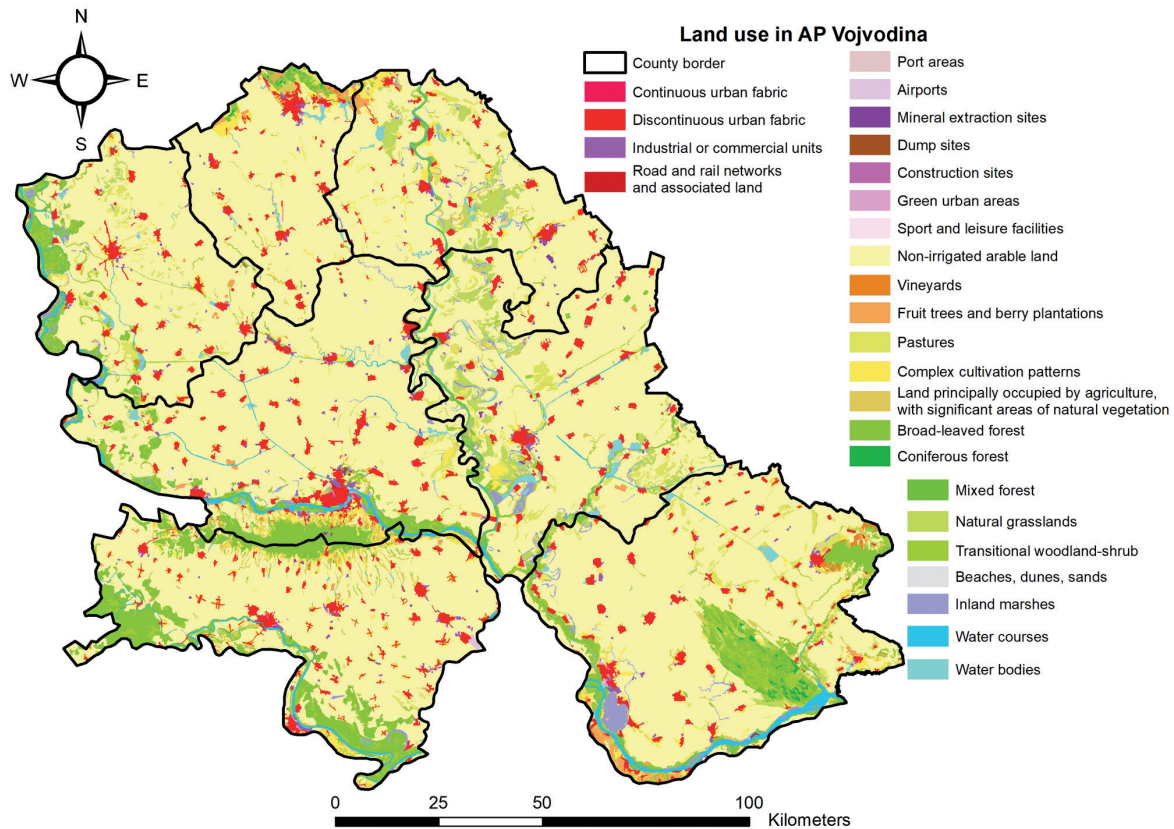 Land use in AP Vojvodina
N
W
E
S
County border
Continuous urban fabric
Discontinuous urban fabric
Industrial or commercial units
Road and rail networks
and associated land
Port areas
Airports
Mineral extraction sites
Dump sites
Construction sites
Green urban areas
Sport and leisure facilities
Non-irrigated arable land
Vineyards
Fruit trees and berry plantations
Pastures
Complex cultivation patterns
Land principally occupied by agriculture,
with significant areas of natural vegetation
Broad-leaved forest
Coniferous forest
Mixed forest
Natural grasslands
Transitional woodland-shrub
Beaches, dunes, sands
Inland marshes
Water courses
Water bodies
0 25 50 100
Kilometers